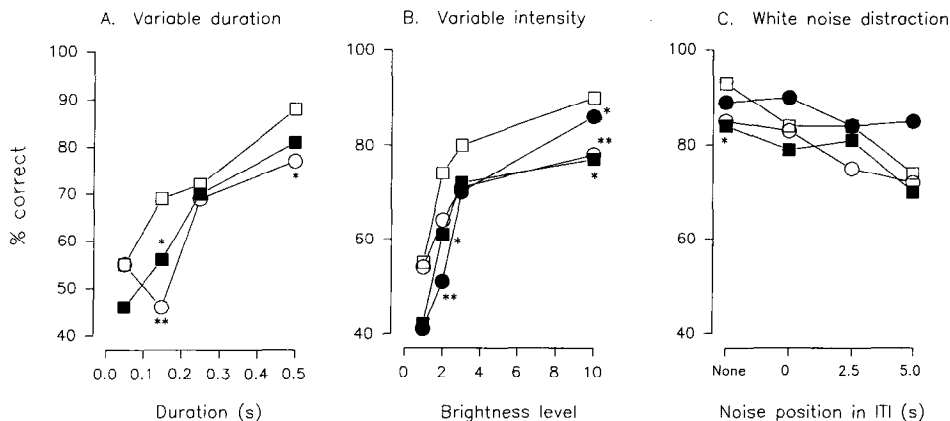 A. Variable duration
% correct
100
90
80
70
60
50
40
*
**
*
0.0 0.1 0.2 0.3 0.4 0.5
Duration (s)
B. Variable intensity
100
80
60
40
*
**
*
*
**
0 2 4 6 8 10
Brightness level
C. White noise distraction
100
80
60
40
*
None 0 2.5 5.0
Noise position in ITI (s)